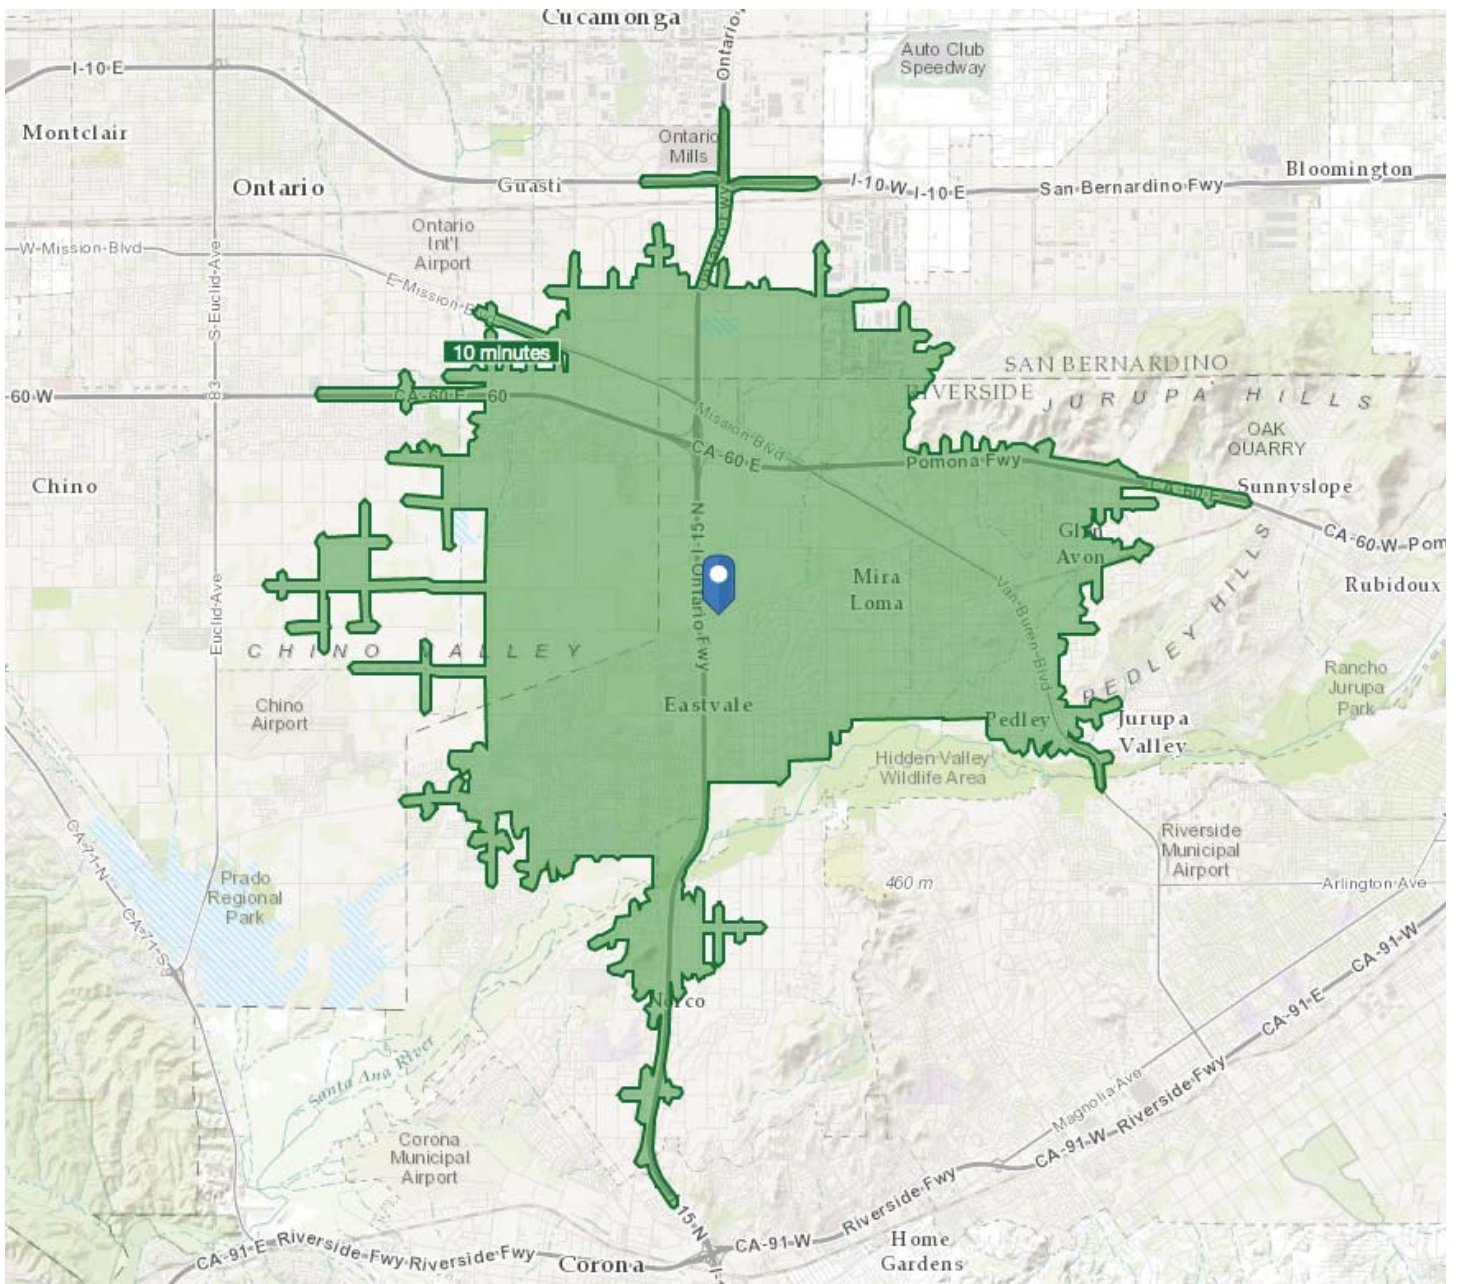 Cucamonga
Ontario,
Auto Club
Speedway
I-10 E
Montclair
Ontario
Mills
Bloomington
Ontario
Guasti
I-10 W
I-10 E
San Bernardino Fwy
Ontario
Int'l
Airport
W-Mission-Blvd
S-Euclid-Ave
E-Mission-B
Ontario Fwy
10 minutes
SAN BERNARDINO
RIVERSIDE
JURUPA HILLS
60 W
83
CA-60-E
60
Mission-Blvd
CA-60-E
Pomona Fwy
OAK
QUARRY
Chino
CA-60-E
Sunnyslope
CA-60-W-Pom
N-15-I-Ontario-Fwy
Glen
Avon
Mira
Loma
Van-Buren-Blvd
Rubidoux
Euclid-Ave
CHINO VALLEY
PEDLEY HILLS
Rancho
Jurupa
Park
Chino
Airport
Eastvale
Pedley
Jurupa
Valley
Hidden Valley
Wildlife Area
CA-71-N
CA-71-S
Riverside
Municipal
Airport
Prado
Regional
Park
460 m
Arlington Ave
CA-91-W
CA-91-E
Norco
Santa Ana River
Magnolia Ave
CA-91-W-Riverside-Fwy
Corona
Municipal
Airport
Riverside-Fwy
15-N
CA-91-E
Riverside-Fwy
Riverside-Fwy
Corona
CA-91-W
Home
Gardens